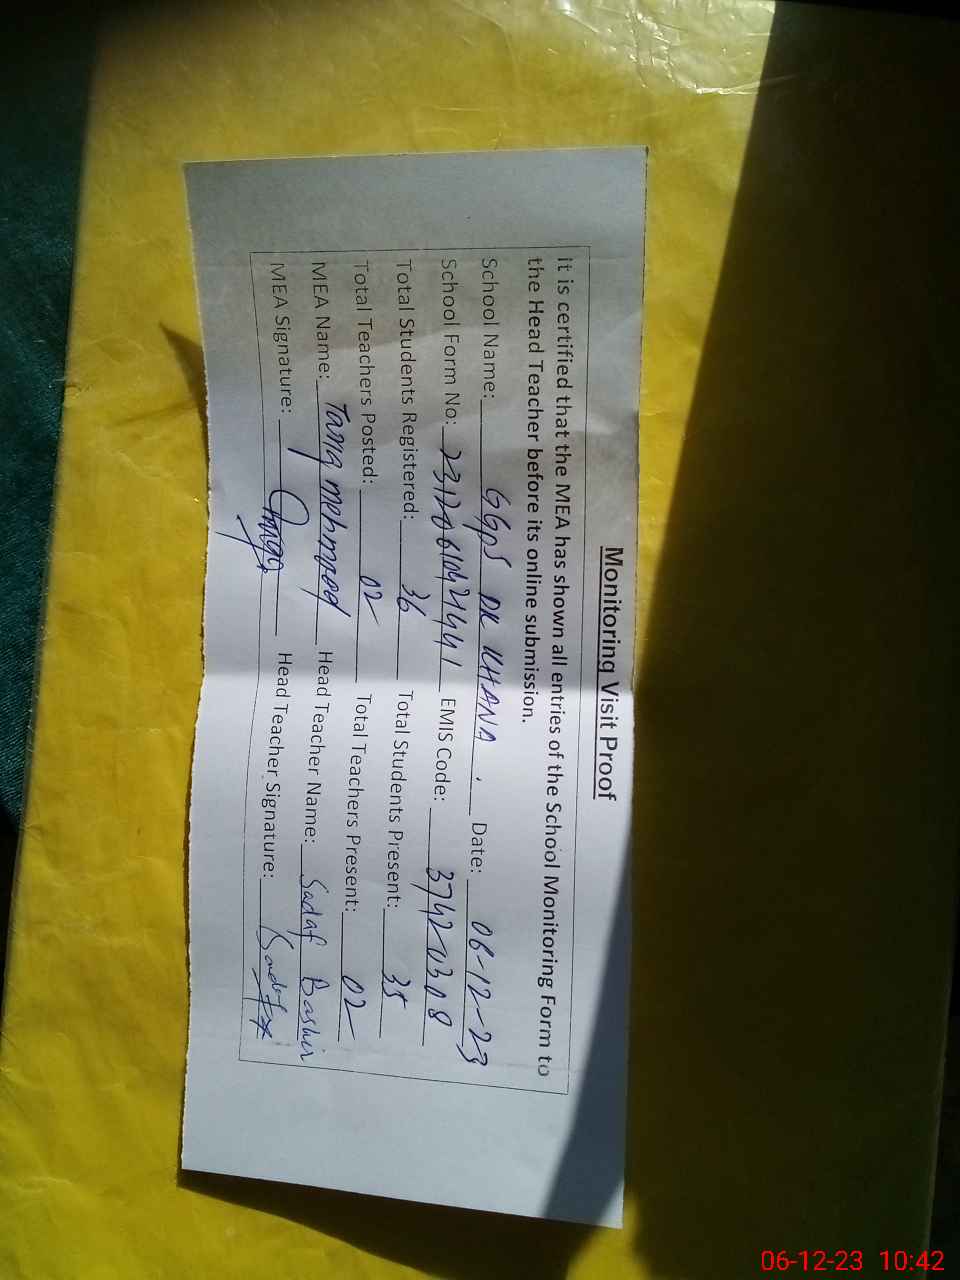 Monitoring Visit Proof
it is certified that the MEA has shown all entries of the School Monitoring Form to
the Head Teacher before its online submission.
School Name: GGPS DK KHANA. Date: 06-12-23
School Form No: EMIS Code: 37420308
Total Students Registered: 36 Total Students Present: 35
Total Teachers Posted: 02 Total Teachers Present: 02
MEA Name: Tariq mehmood Head Teacher Name: Sadaf Bashir
MEA Signature: Head Teacher Signature: Sadaf
06-12-23 10:42